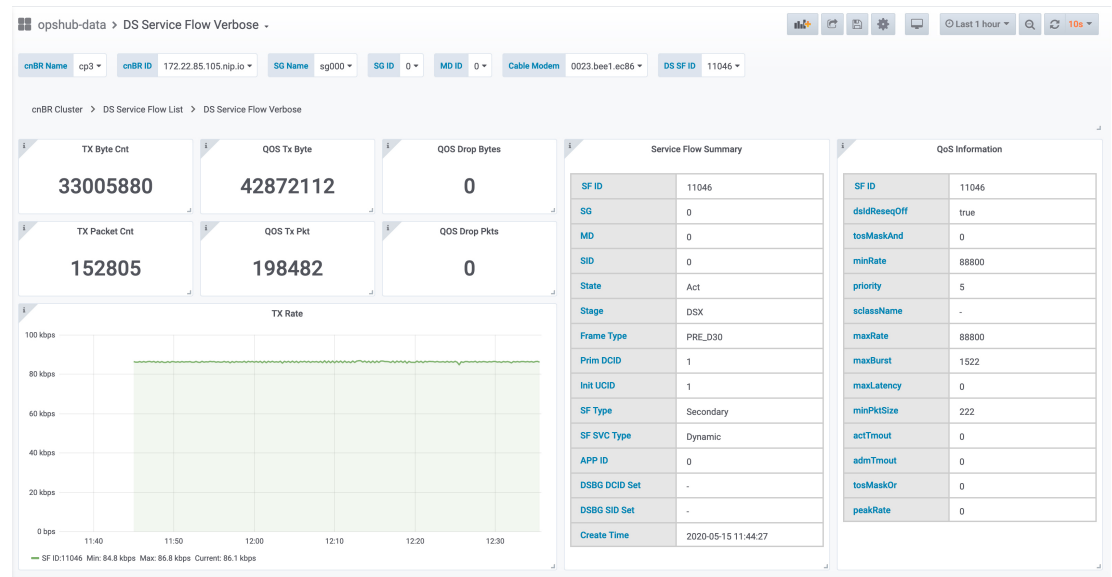 opshub-data > DS Service Flow Verbose
Last 1 hour 10s
cnBR Name cp3 cnBR ID 172.22.85.105.nip.io SG Name sg000 SG ID 0 MD ID 0 Cable Modem 0023.bee1.ec86 DS SF ID 11046
cnBR Cluster > DS Service Flow List > DS Service Flow Verbose
TX Byte Cnt
33005880
QOS Tx Byte
42872112
QOS Drop Bytes
0
TX Packet Cnt
152805
QOS Tx Pkt
198482
QOS Drop Pkts
0
TX Rate
100 kbps
80 kbps
60 kbps
40 kbps
20 kbps
0 bps
11:40 11:50 12:00 12:10 12:20 12:30
SF ID:11046 Min: 84.8 kbps Max: 86.8 kbps Current: 86.1 kbps
Service Flow Summary
SF ID 11046
SG 0
MD 0
SID 0
State Act
Stage DSX
Frame Type PRE_D30
Prim DCID 1
Init UCID 1
SF Type Secondary
SF SVC Type Dynamic
APP ID 0
DSBG DCID Set -
DSBG SID Set -
Create Time 2020-05-15 11:44:27
QoS Information
SF ID 11046
dsIdReseqOff true
tosMaskAnd 0
minRate 88800
priority 5
sclassName -
maxRate 88800
maxBurst 1522
maxLatency 0
minPktSize 222
actTmout 0
admTmout 0
tosMaskOr 0
peakRate 0